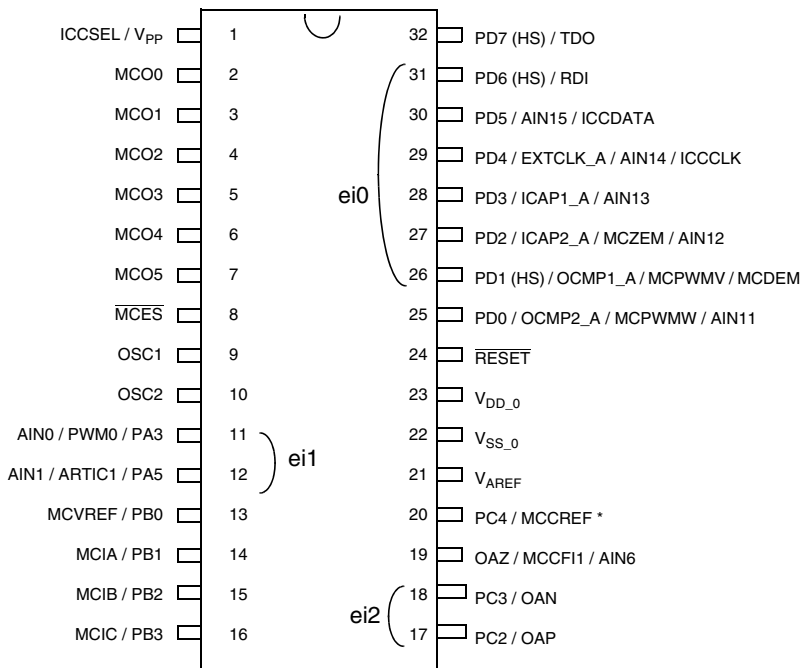 ICCSEL / VPP 1 32 PD7 (HS) / TDO
MCO0 2 31 PD6 (HS) / RDI
MCO1 3 30 PD5 / AIN15 / ICCDATA
MCO2 4 29 PD4 / EXTCLK_A / AIN14 / ICCCLK
MCO3 5 ei0 28 PD3 / ICAP1_A / AIN13
MCO4 6 27 PD2 / ICAP2_A / MCZEM / AIN12
MCO5 7 26 PD1 (HS) / OCMP1_A / MCPWMV / MCDEM
MCES 8 25 PD0 / OCMP2_A / MCPWMW / AIN11
OSC1 9 24 RESET
OSC2 10 23 VDD_0
AIN0 / PWM0 / PA3 11 22 VSS_0
ei1
AIN1 / ARTIC1 / PA5 12 21 VAREF
MCVREF / PB0 13 20 PC4 / MCCREF *
MCIA / PB1 14 19 OAZ / MCCFI1 / AIN6
MCIB / PB2 15 18 PC3 / OAN
ei2
MCIC / PB3 16 17 PC2 / OAP